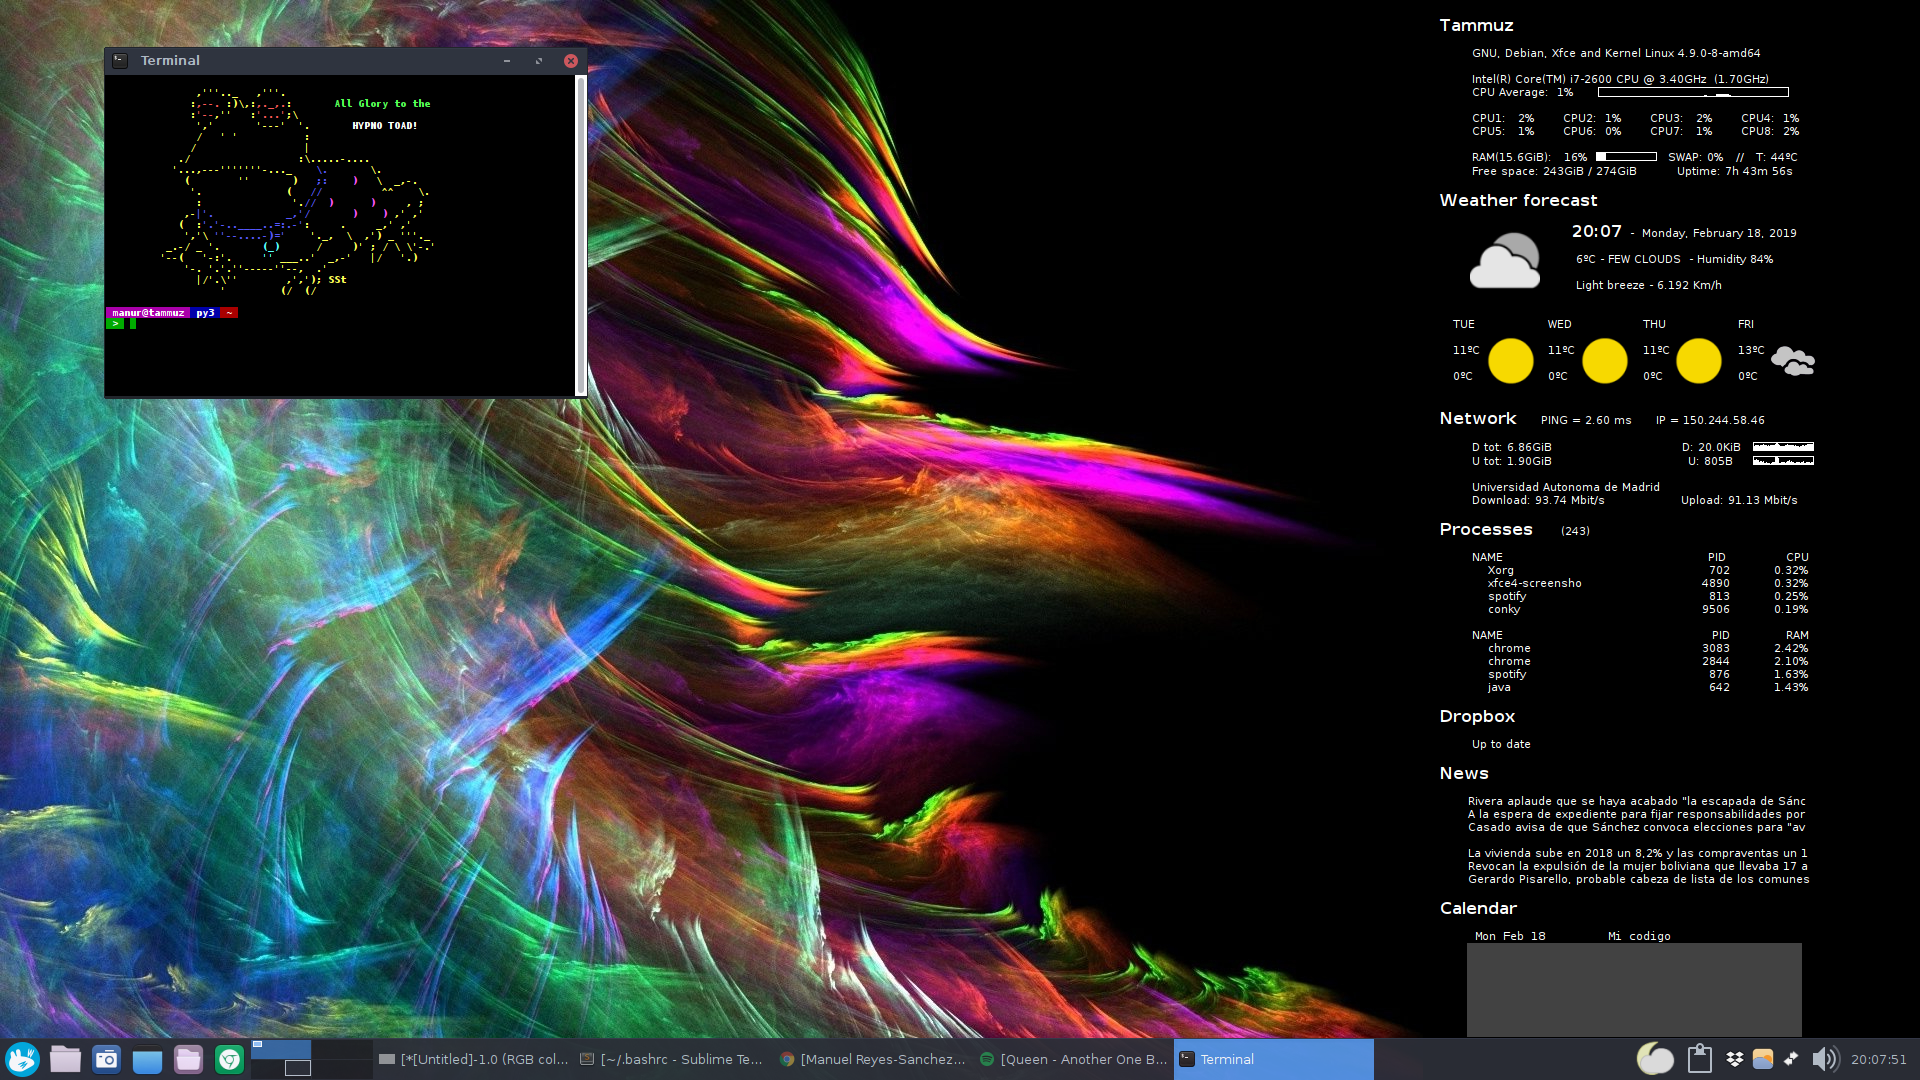 Terminal
All Glory to the
HYPNO TOAD!
SSt
manur@tammuz py3 ~
>
Tammuz
GNU, Debian, Xfce and Kernel Linux 4.9.0-8-amd64
Intel(R) Core(TM) i7-2600 CPU @ 3.40GHz (1.70GHz)
CPU Average: 1%
CPU1: 2% CPU2: 1% CPU3: 2% CPU4: 1%
CPU5: 1% CPU6: 0% CPU7: 1% CPU8: 2%
RAM(15.6GiB): 16% SWAP: 0% // T: 44ºC
Free space: 243GiB / 274GiB Uptime: 7h 43m 56s
Weather forecast
20:07 - Monday, February 18, 2019
6ºC - FEW CLOUDS - Humidity 84%
Light breeze - 6.192 Km/h
TUE WED THU FRI
11ºC 11ºC 11ºC 13ºC
0ºC 0ºC 0ºC 0ºC
Network PING = 2.60 ms IP = 150.244.58.46
D tot: 6.86GiB D: 20.0KiB
U tot: 1.90GiB U: 805B
Universidad Autonoma de Madrid
Download: 93.74 Mbit/s Upload: 91.13 Mbit/s
Processes (243)
NAME PID CPU
Xorg 702 0.32%
xfce4-screensho 4890 0.32%
spotify 813 0.25%
conky 9506 0.19%
NAME PID RAM
chrome 3083 2.42%
chrome 2844 2.10%
spotify 876 1.63%
java 642 1.43%
Dropbox
Up to date
News
Rivera aplaude que se haya acabado "la escapada de Sánc
A la espera de expediente para fijar responsabilidades por
Casado avisa de que Sánchez convoca elecciones para "av
La vivienda sube en 2018 un 8,2% y las compraventas un 1
Revocan la expulsión de la mujer boliviana que llevaba 17 a
Gerardo Pisarello, probable cabeza de lista de los comunes
Calendar
Mon Feb 18 Mi codigo
[*[Untitled]-1.0 (RGB col... [~/.bashrc - Sublime Te... [Manuel Reyes-Sanchez... [Queen - Another One B... Terminal 20:07:51